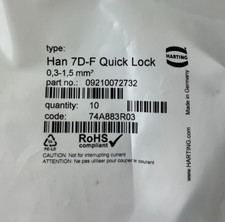 type:
Han 7D-F Quick Lock
0,3-1,5 mm²
part no.: 09210072732
quantity: 10
code: 74A883R03
HARTING
Made in Germany
www.HARTING.com
PE-LD
RoHS
compliant
CAUTION: Not for interrupting current
ATTENTION: Ne pas utiliser pour couper le courant